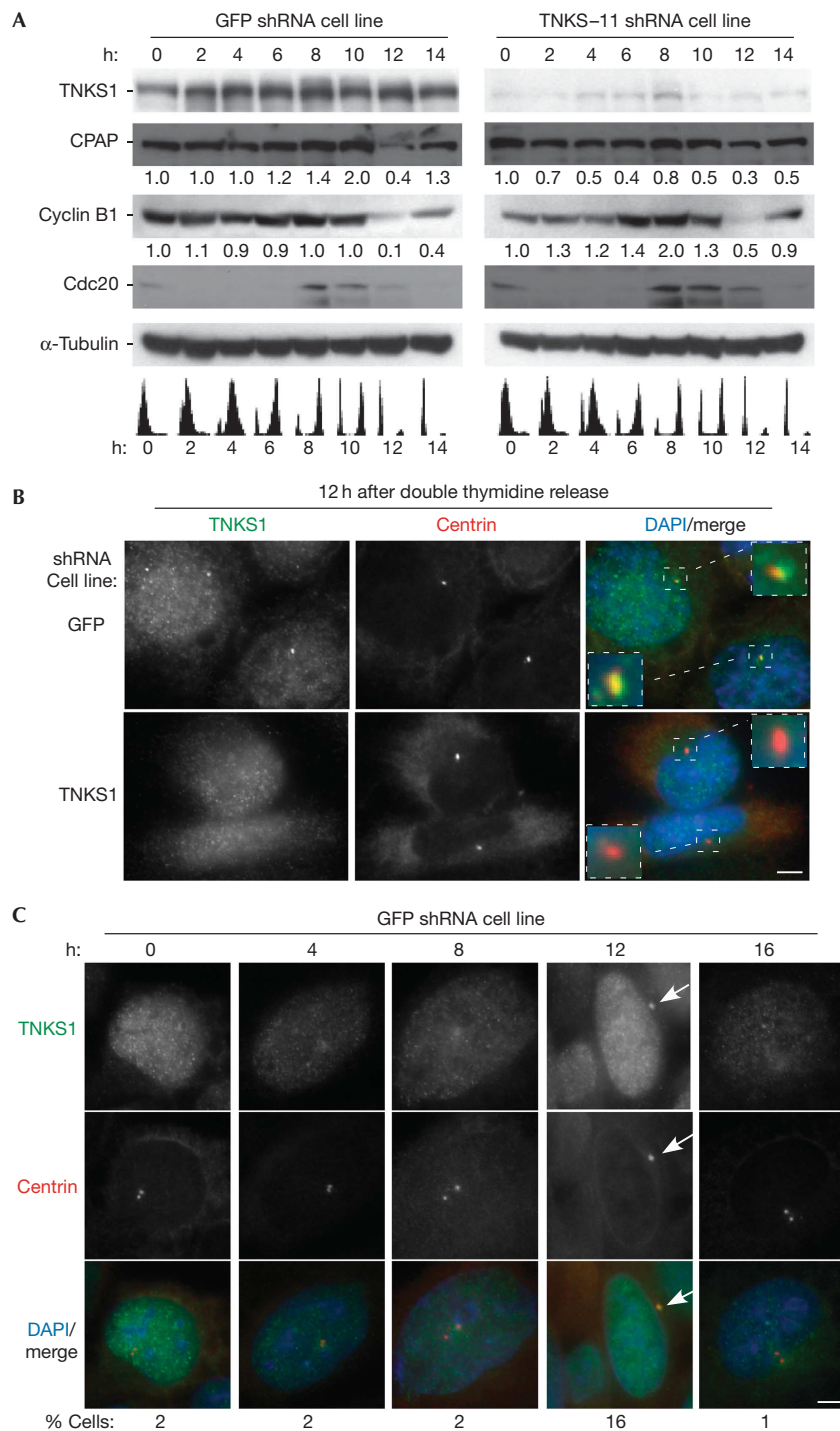 A
GFP shRNA cell line
TNKS–11 shRNA cell line
h: 0 2 4 6 8 10 12 14 0 2 4 6 8 10 12 14
TNKS1
CPAP
1.0 1.0 1.0 1.2 1.4 2.0 0.4 1.3 1.0 0.7 0.5 0.4 0.8 0.5 0.3 0.5
Cyclin B1
1.0 1.1 0.9 0.9 1.0 1.0 0.1 0.4 1.0 1.3 1.2 1.4 2.0 1.3 0.5 0.9
Cdc20
α-Tubulin
h: 0 2 4 6 8 10 12 14 0 2 4 6 8 10 12 14
B
12 h after double thymidine release
TNKS1 Centrin DAPI/merge
shRNA
Cell line:
GFP
TNKS1
C
GFP shRNA cell line
h: 0 4 8 12 16
TNKS1
Centrin
DAPI/
merge
% Cells: 2 2 2 16 1